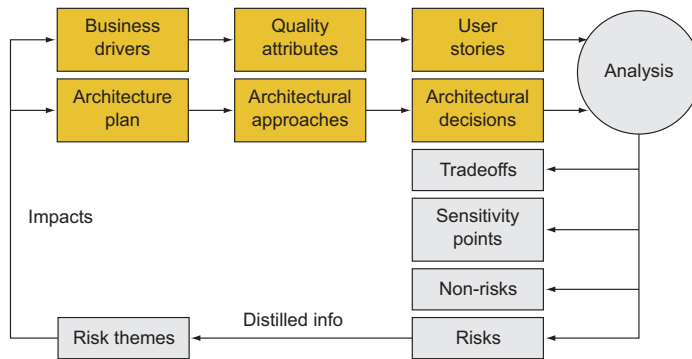 Business
drivers
Quality
attributes
User
stories
Analysis
Architecture
plan
Architectural
approaches
Architectural
decisions
Tradeoffs
Impacts
Sensitivity
points
Non-risks
Distilled info
Risk themes
Risks